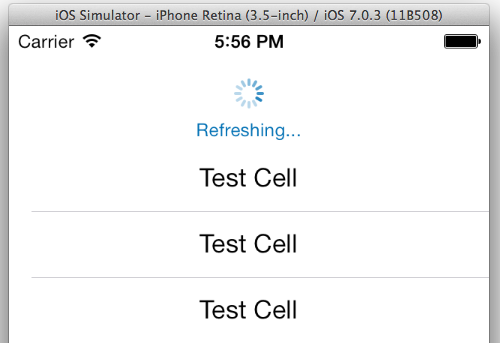 iOS Simulator – iPhone Retina (3.5-inch) / iOS 7.0.3 (11B508)
Carrier 5:56 PM
Refreshing...
Test Cell
Test Cell
Test Cell